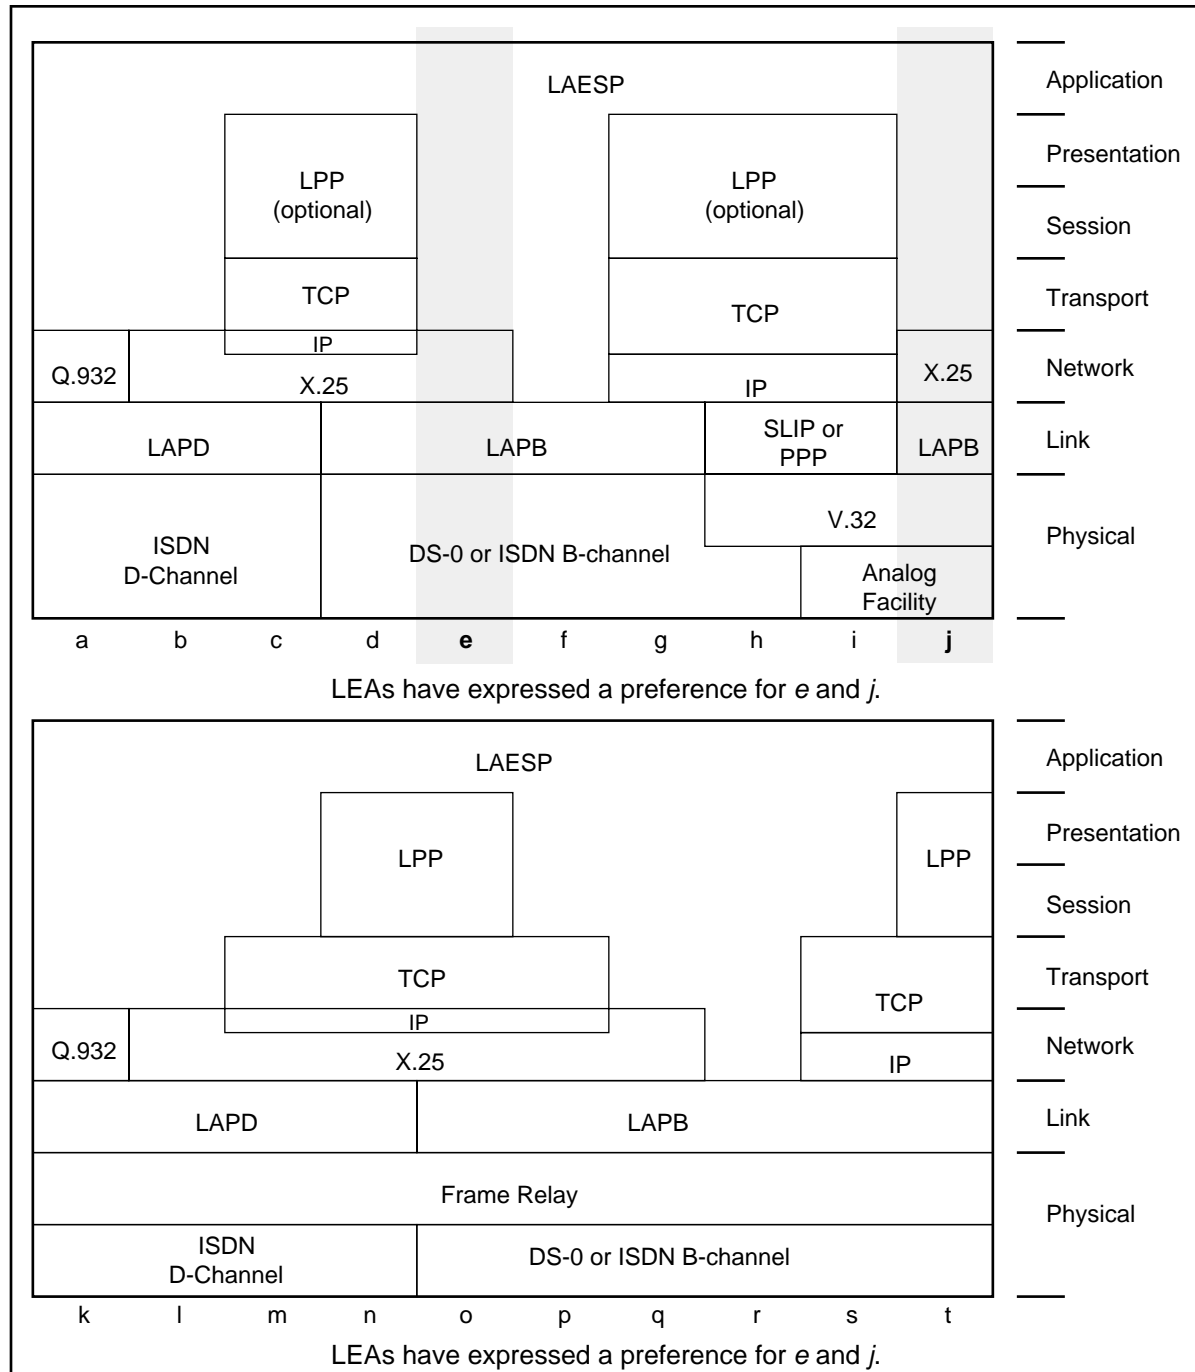 LAESP
Application
Presentation
LPP
(optional)
LPP
(optional)
Session
TCP
TCP
Transport
IP
Q.932
X.25
IP
X.25
Network
LAPD
LAPB
SLIP or
PPP
LAPB
Link
V.32
ISDN
D-Channel
DS-0 or ISDN B-channel
Analog
Facility
Physical
a b c d e f g h i j
LEAs have expressed a preference for e and j.
LAESP
Application
Presentation
LPP
LPP
Session
TCP
TCP
Transport
IP
Q.932
X.25
IP
Network
LAPD
LAPB
Link
Frame Relay
Physical
ISDN
D-Channel
DS-0 or ISDN B-channel
k l m n o p q r s t
LEAs have expressed a preference for e and j.